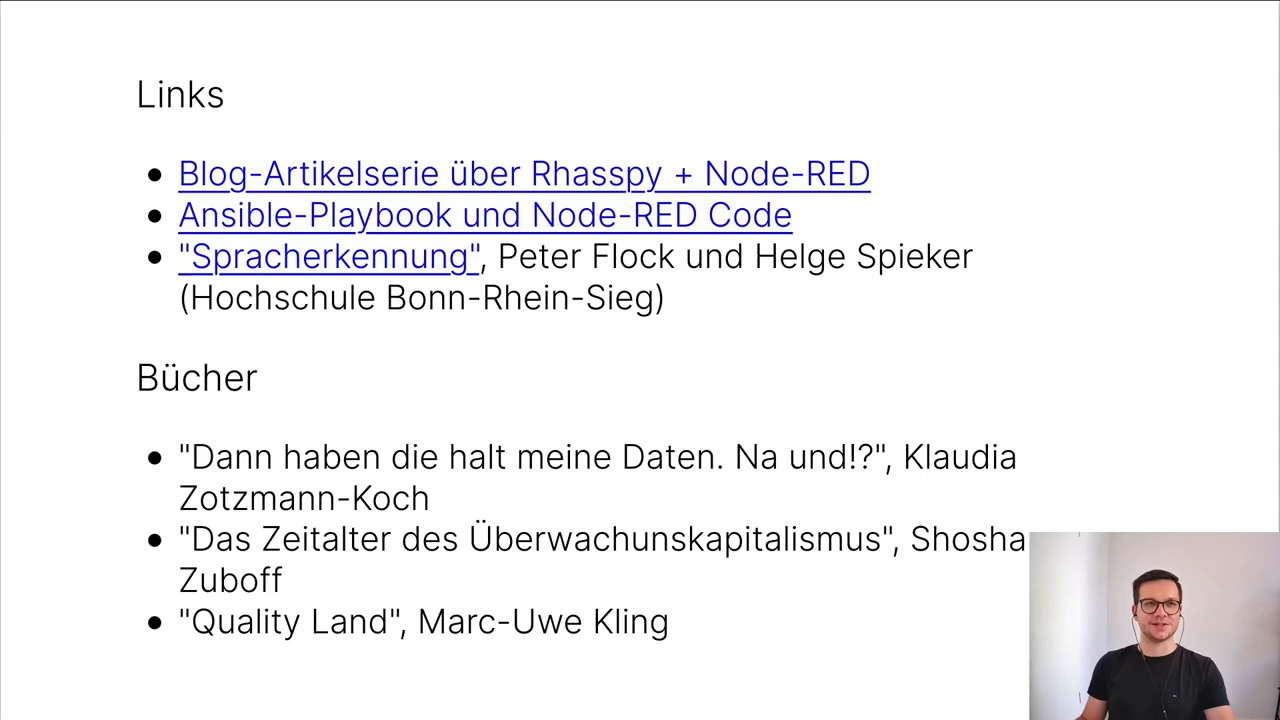 Links
Blog-Artikelserie über Rhasspy + Node-RED
Ansible-Playbook und Node-RED Code
"Spracherkennung", Peter Flock und Helge Spieker
(Hochschule Bonn-Rhein-Sieg)
Bücher
"Dann haben die halt meine Daten. Na und!?", Klaudia
Zotzmann-Koch
"Das Zeitalter des Überwachunskapitalismus", Shosha
Zuboff
"Quality Land", Marc-Uwe Kling